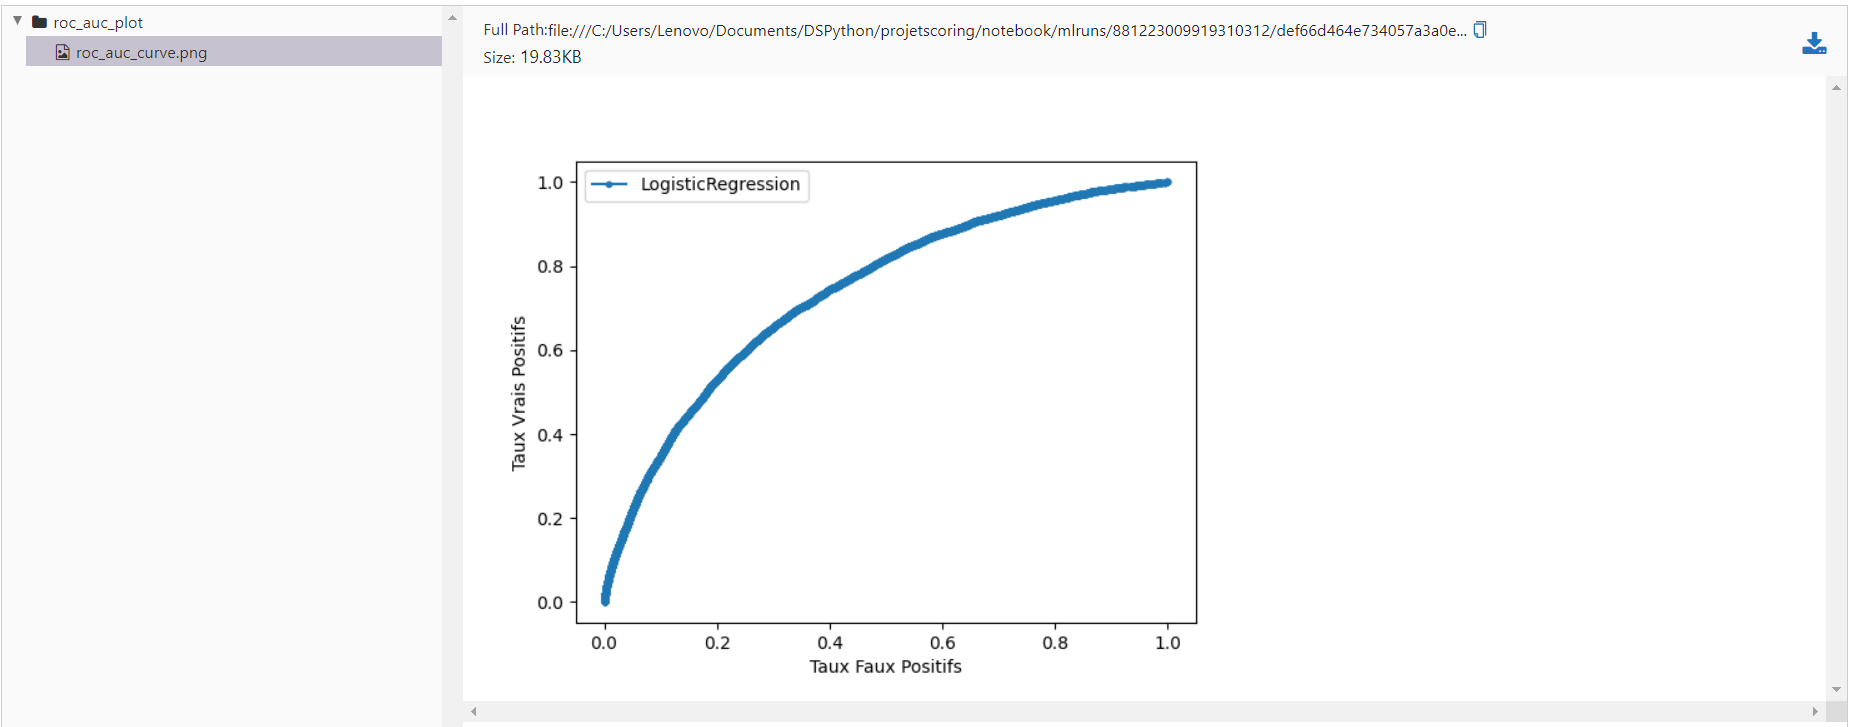 roc_auc_plot
roc_auc_curve.png
Full Path:file:///C:/Users/Lenovo/Documents/DSPython/projetscoring/notebook/mlruns/881223009919310312/def66d464e734057a3a0e...
Size: 19.83KB
LogisticRegression
1.0
0.8
0.6
0.4
0.2
0.0
Taux Vrais Positifs
0.0 0.2 0.4 0.6 0.8 1.0
Taux Faux Positifs